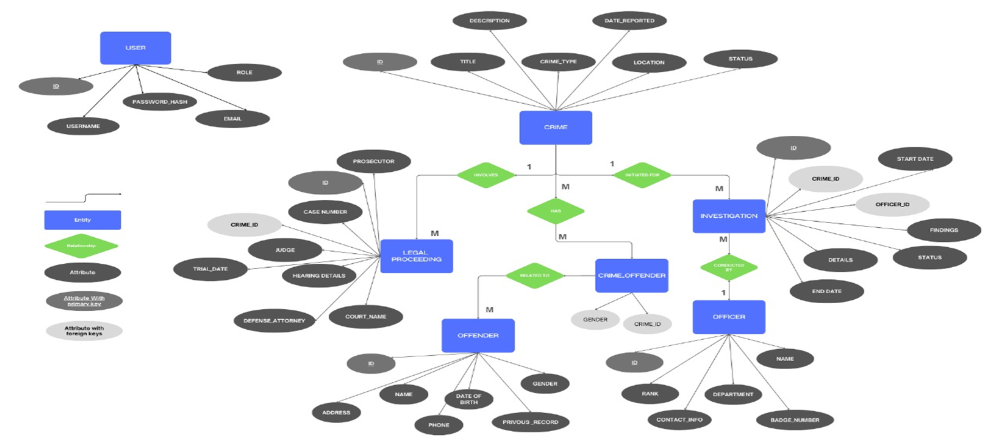 DESCRIPTION
DATE_REPORTED
USER
ID
TITLE
CRIME_TYPE
LOCATION
STATUS
ROLE
ID
PASSWORD_HASH
EMAIL
USERNAME
CRIME
ID
START DATE
PROSECUTOR
1
1
INVOLVES
INITIATED FOR
CRIME_ID
ID
M
M
OFFICER_ID
CASE NUMBER
HAS
INVESTIGATION
Entity
CRIME_ID
M
M
M
FINDINGS
Relationship
JUDGE
LEGAL
PROCEEDING
DETAILS
STATUS
TRIAL_DATE
HEARING DETAILS
RELATED TO
CRIME_OFFENDER
CONDUCTED
BY
Attribute
1
END DATE
Attribute With
primary key
M
DEFENSE_ATTORNEY
COURT_NAME
GENDER
CRIME_ID
OFFICER
Attribute with
foreign keys
OFFENDER
ID
ID
NAME
GENDER
NAME
DATE OF
BIRTH
RANK
DEPARTMENT
ADDRESS
PHONE
PRIVOUS _RECORD
CONTACT_INFO
BADGE_NUMBER